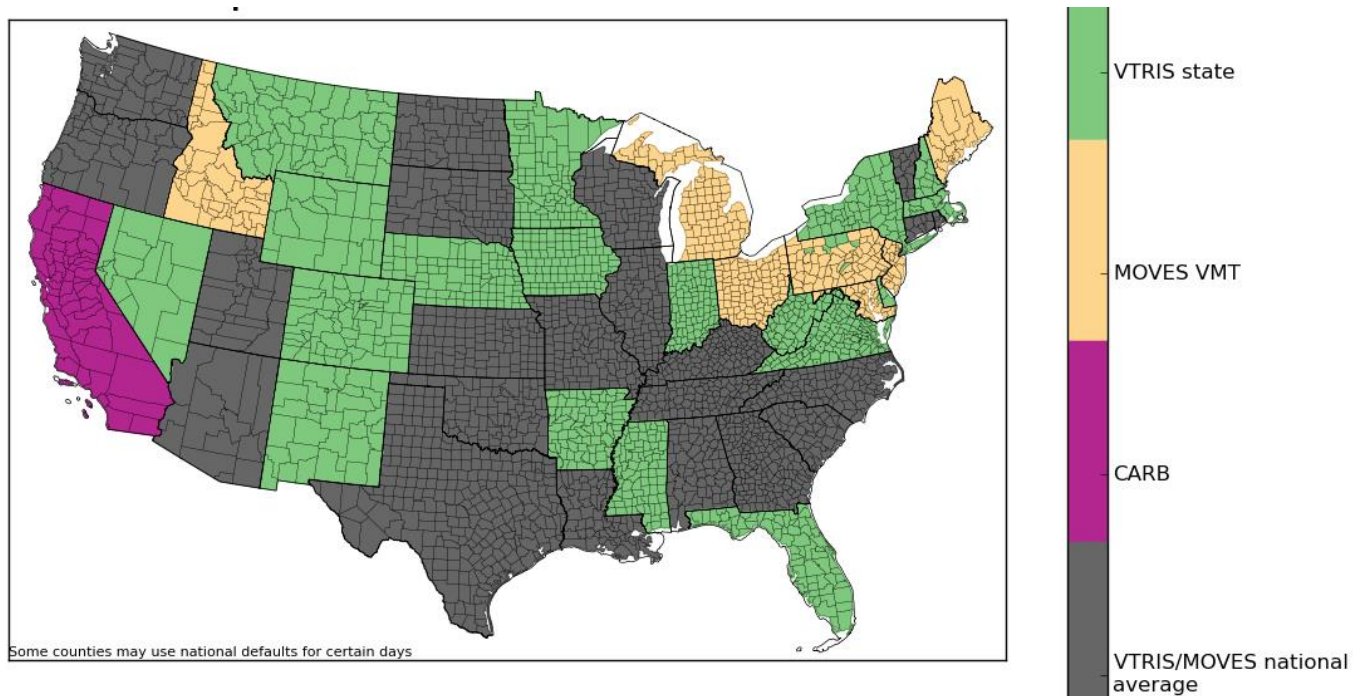 VTRIS state
MOVES VMT
CARB
VTRIS/MOVES national
average
Some counties may use national defaults for certain days